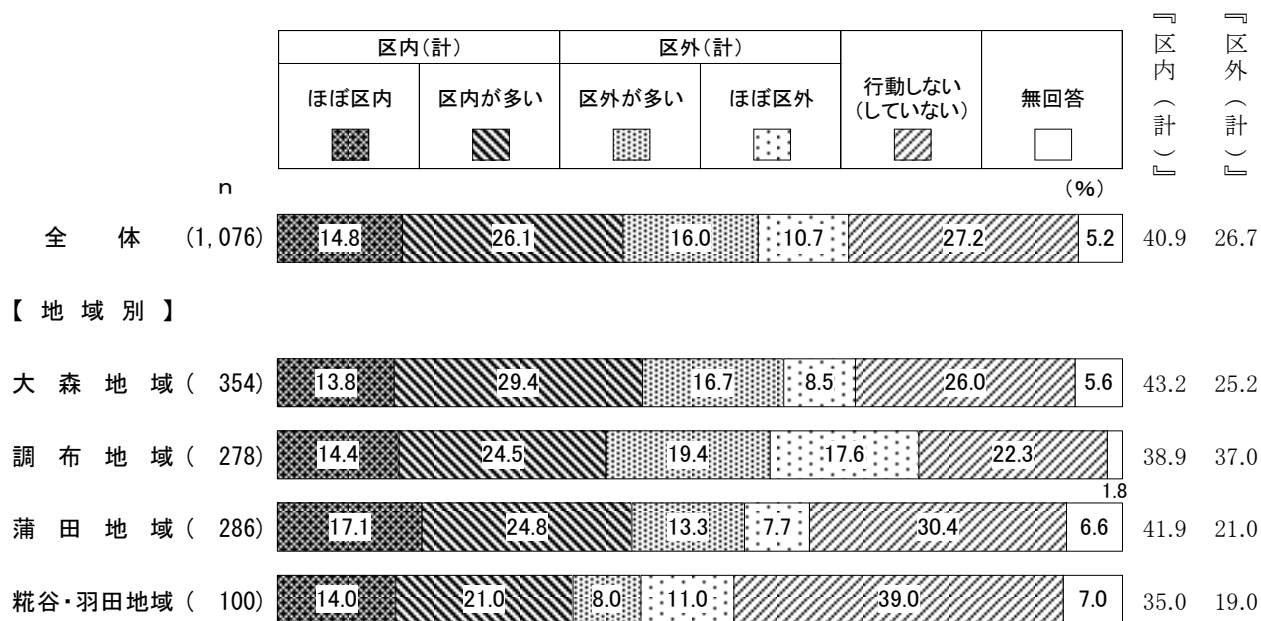 区内(計) 区外(計) 行動しない(していない) 無回答 『区内(計)』 『区外(計)』
ほぼ区内 区内が多い 区外が多い ほぼ区外
n (%)
全体 (1,076) 14.8 26.1 16.0 10.7 27.2 5.2 40.9 26.7
【地域別】
大森地域 ( 354) 13.8 29.4 16.7 8.5 26.0 5.6 43.2 25.2
調布地域 ( 278) 14.4 24.5 19.4 17.6 22.3 1.8 38.9 37.0
蒲田地域 ( 286) 17.1 24.8 13.3 7.7 30.4 6.6 41.9 21.0
糀谷・羽田地域 ( 100) 14.0 21.0 8.0 11.0 39.0 7.0 35.0 19.0